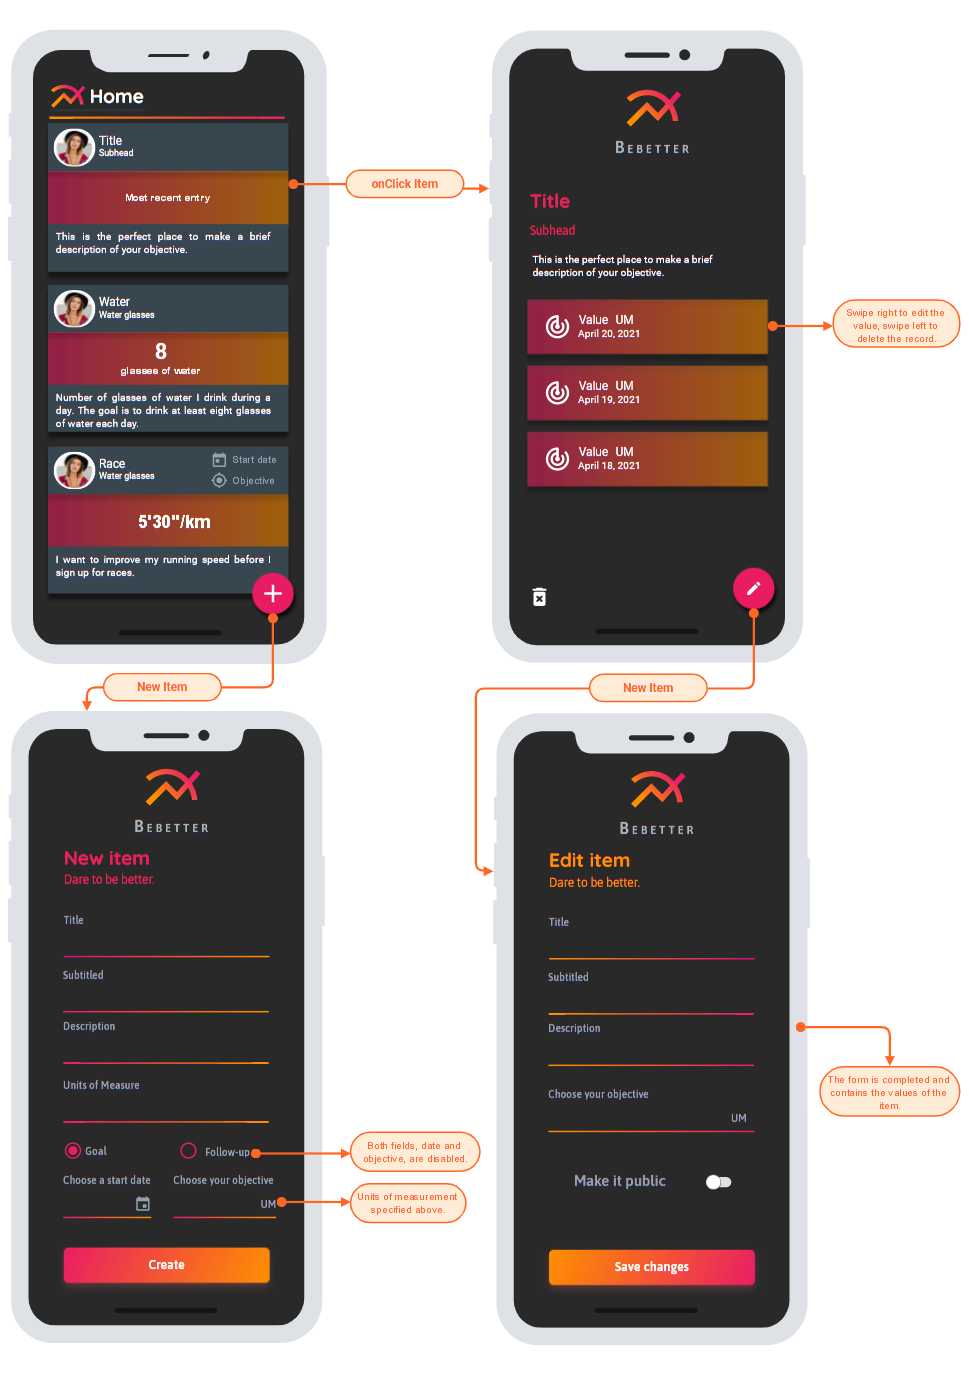 Home
Title
Subhead
Most recent entry
This is the perfect place to make a brief
description of your objective.
Water
Water glasses
8
glasses of water
Number of glasses of water I drink during a
day. The goal is to drink at least eight glasses
of water each day.
Race
Water glasses
Start date
Objective
5'30"/km
I want to improve my running speed before I
sign up for races.
onClick Item
BEBETTER
Title
Subhead
This is the perfect place to make a brief
description of your objective.
Value UM
April 20, 2021
Value UM
April 19, 2021
Value UM
April 18, 2021
Swipe right to edit the
value, swipe left to
delete the record.
New Item
New Item
BEBETTER
New item
Dare to be better.
Title
Subtitled
Description
Units of Measure
Goal
Follow-up
Choose a start date
Choose your objective
UM
Create
Both fields, date and
objective, are disabled.
Units of measurement
specified above.
BEBETTER
Edit item
Dare to be better.
Title
Subtitled
Description
Choose your objective
UM
Make it public
Save changes
The form is completed and
contains the values of the
item.